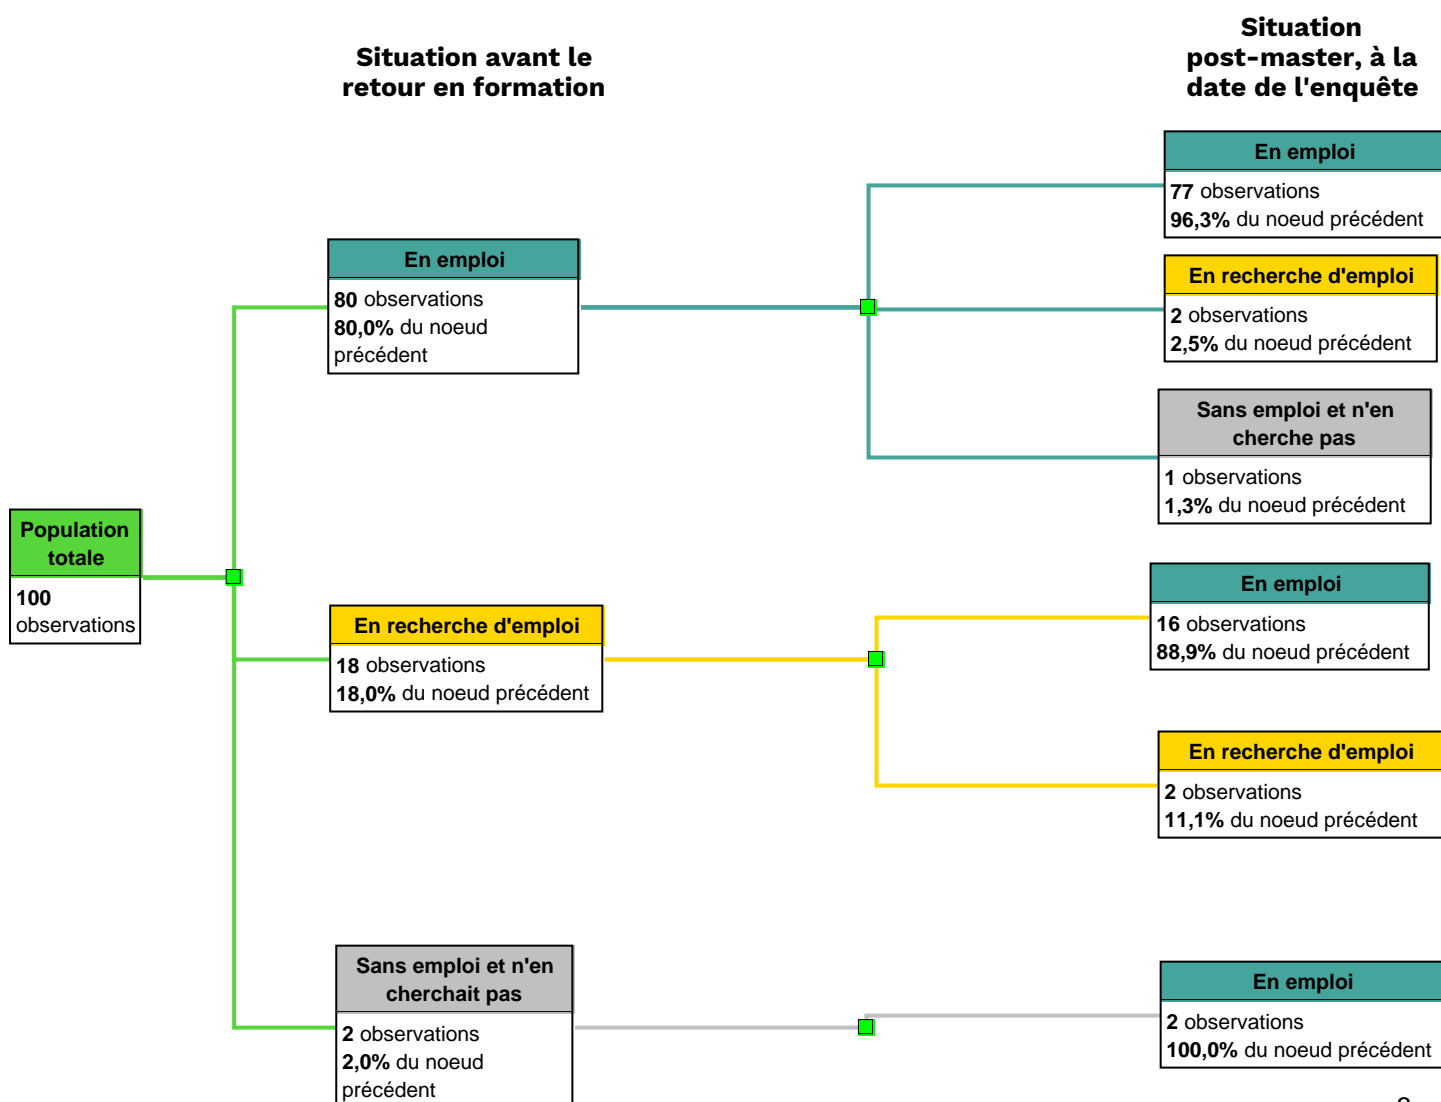 Situation avant le
retour en formation
Situation
post-master, à la
date de l'enquête
Population
totale
100
observations
En emploi
80 observations
80,0% du noeud
précédent
En emploi
77 observations
96,3% du noeud précédent
En recherche d'emploi
2 observations
2,5% du noeud précédent
Sans emploi et n'en
cherche pas
1 observations
1,3% du noeud précédent
En recherche d'emploi
18 observations
18,0% du noeud précédent
En emploi
16 observations
88,9% du noeud précédent
En recherche d'emploi
2 observations
11,1% du noeud précédent
Sans emploi et n'en
cherchait pas
2 observations
2,0% du noeud
précédent
En emploi
2 observations
100,0% du noeud précédent